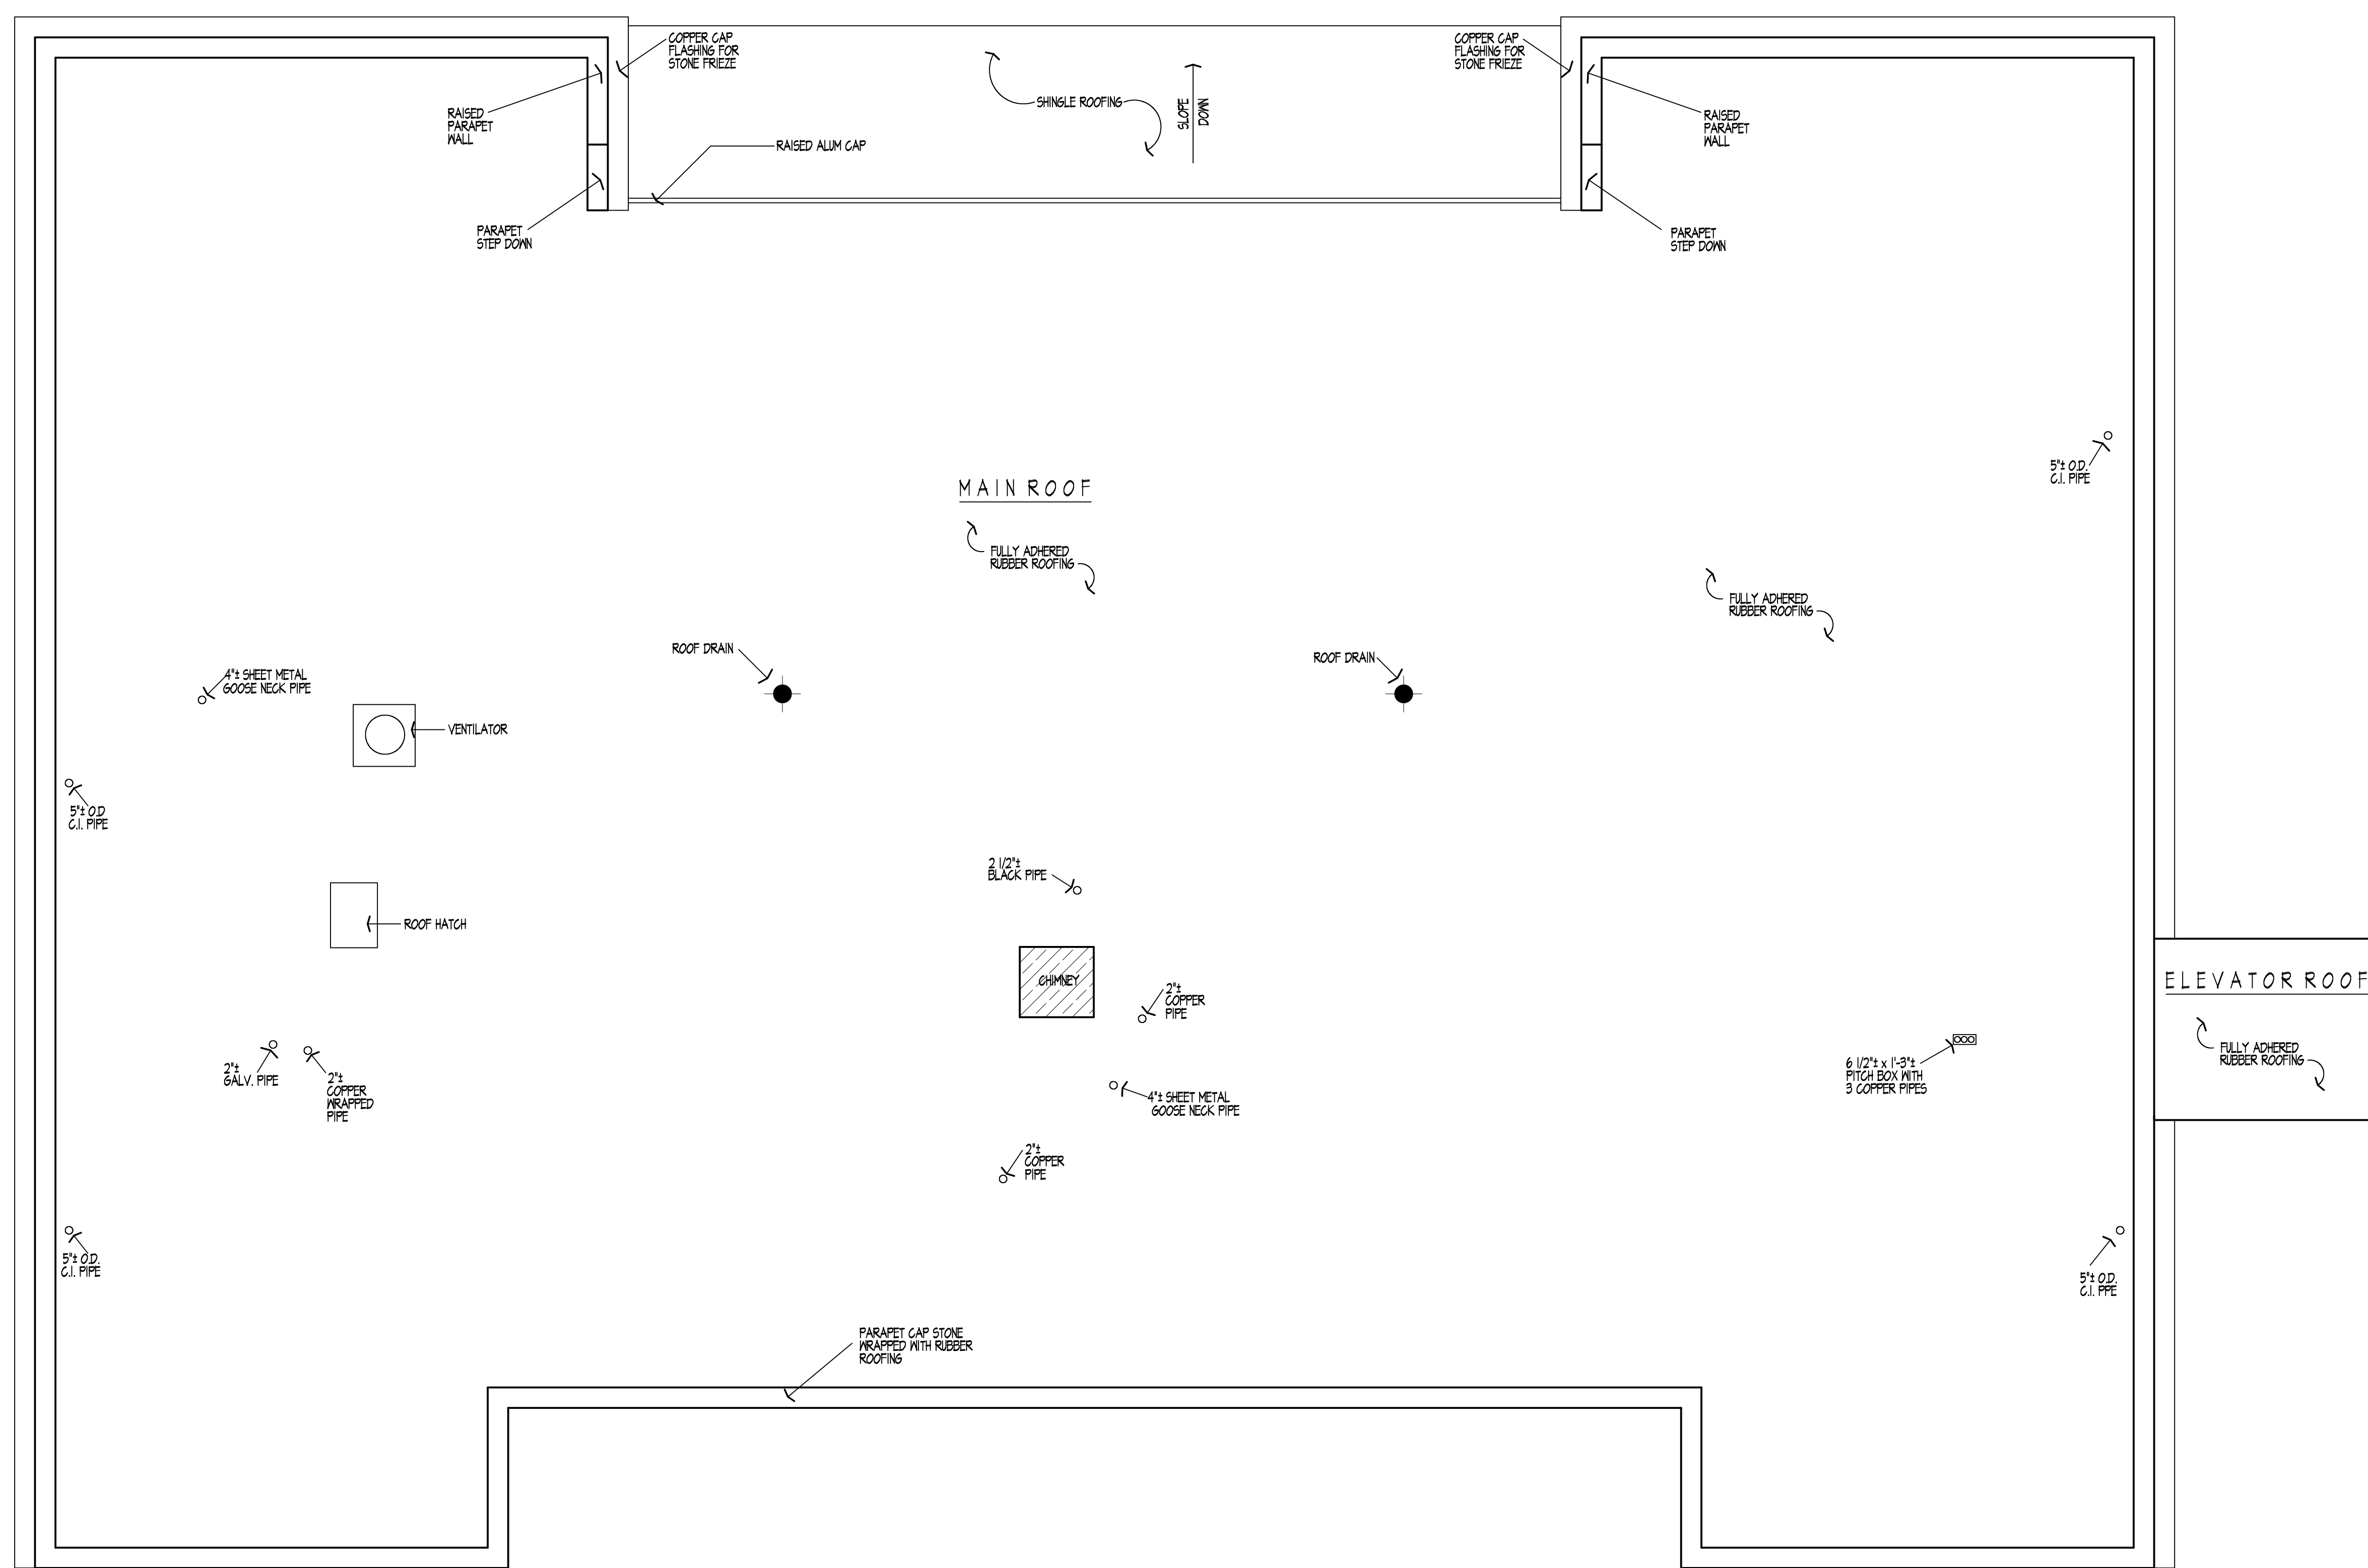 COPPER CAP
FLASHING FOR
STONE FRIEZE
COPPER CAP
FLASHING FOR
STONE FRIEZE
RAISED
PARAPET
WALL
SHINGLE ROOFING
SLOPE
DOWN
RAISED
PARAPET
WALL
RAISED ALUM CAP
PARAPET
STEP DOWN
PARAPET
STEP DOWN
MAIN ROOF
5"± O.D.
C.I. PIPE
FULLY ADHERED
RUBBER ROOFING
FULLY ADHERED
RUBBER ROOFING
ROOF DRAIN
ROOF DRAIN
4"± SHEET METAL
GOOSE NECK PIPE
VENTILATOR
5"± O.D
C.I. PIPE
2 1/2"±
BLACK PIPE
ROOF HATCH
CHIMNEY
2"±
COPPER
PIPE
ELEVATOR ROOF
FULLY ADHERED
RUBBER ROOFING
2"±
GALV. PIPE
2"±
COPPER
WRAPPED
PIPE
6 1/2"± x 1'-3"±
PITCH BOX WITH
3 COPPER PIPES
4"± SHEET METAL
GOOSE NECK PIPE
2"±
COPPER
PIPE
5"± O.D.
C.I. PIPE
5"± O.D.
C.I. PPE
PARAPET CAP STONE
WRAPPED WITH RUBBER
ROOFING